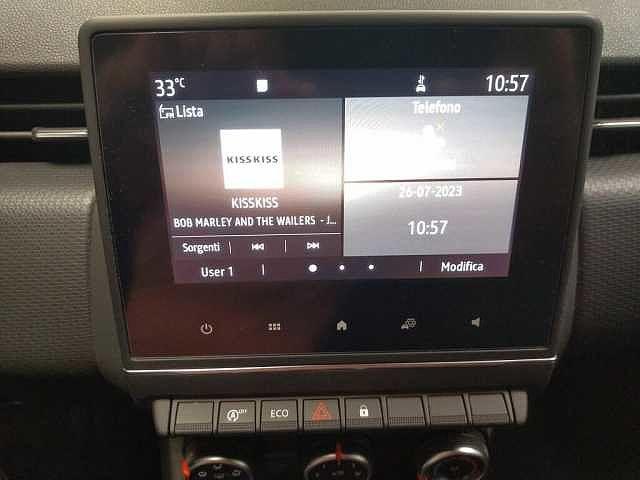 33°C
10:57
Lista
Telefono
KISSKISS
KISSKISS
BOB MARLEY AND THE WAILERS - J...
26-07-2023
10:57
Sorgenti
User 1
Modifica
ECO